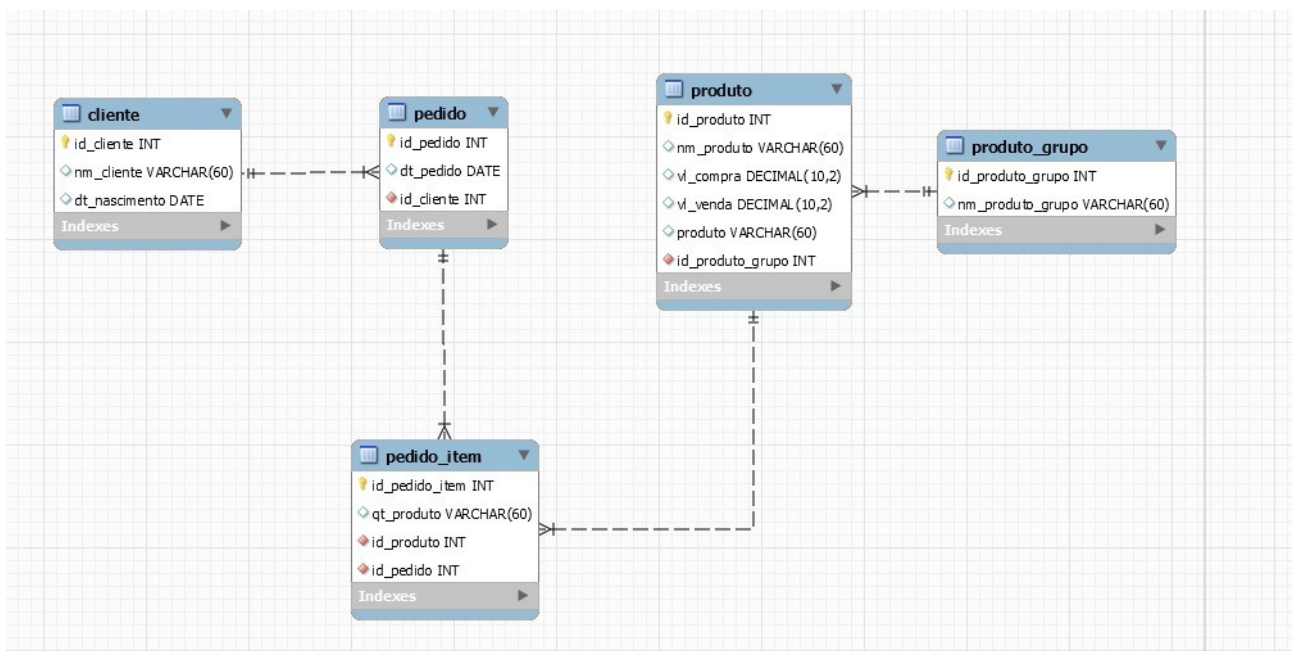 cliente
id_cliente INT
nm_cliente VARCHAR(60)
dt_nascimento DATE
Indexes
pedido
id_pedido INT
dt_pedido DATE
id_cliente INT
Indexes
produto
id_produto INT
nm_produto VARCHAR(60)
vl_compra DECIMAL(10,2)
vl_venda DECIMAL(10,2)
produto VARCHAR(60)
id_produto_grupo INT
Indexes
produto_grupo
id_produto_grupo INT
nm_produto_grupo VARCHAR(60)
Indexes
pedido_item
id_pedido_item INT
qt_produto VARCHAR(60)
id_produto INT
id_pedido INT
Indexes